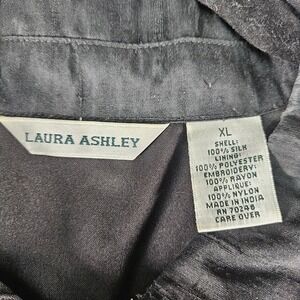 LAURA ASHLEY
XL
SHELL:
100% SILK
LINING:
100% POLYESTER
EMBROIDERY:
100% RAYON
APPLIQUE:
100% NYLON
MADE IN INDIA
RN 70248
CARE OVER